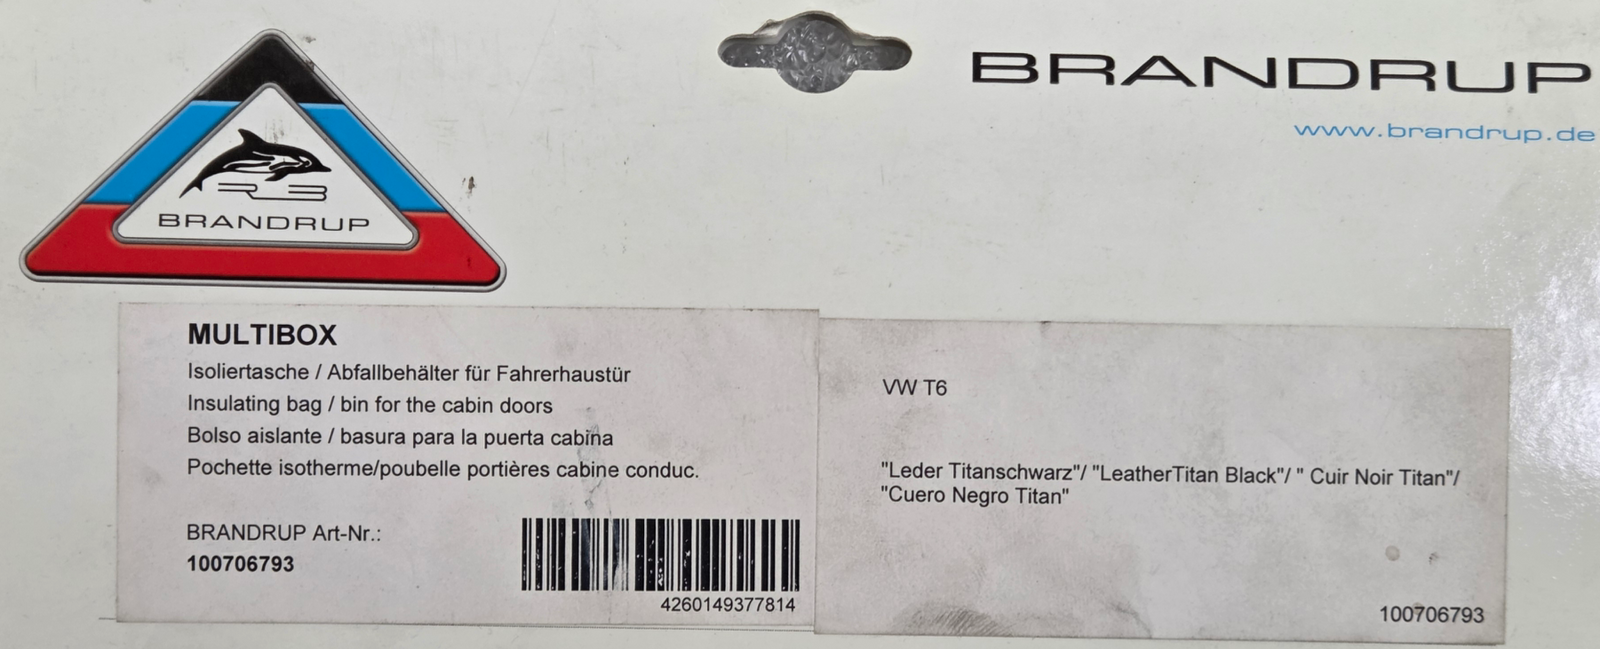 BRANDRUP
www.brandrup.de
BRANDRUP
MULTIBOX
Isoliertasche / Abfallbehälter für Fahrerhaustür
Insulating bag / bin for the cabin doors
Bolso aislante / basura para la puerta cabina
Pochette isotherme/poubelle portières cabine conduc.
BRANDRUP Art-Nr.:
100706793
4260149377814
VW T6
"Leder Titanschwarz"/ "LeatherTitan Black"/ " Cuir Noir Titan"/
"Cuero Negro Titan"
100706793